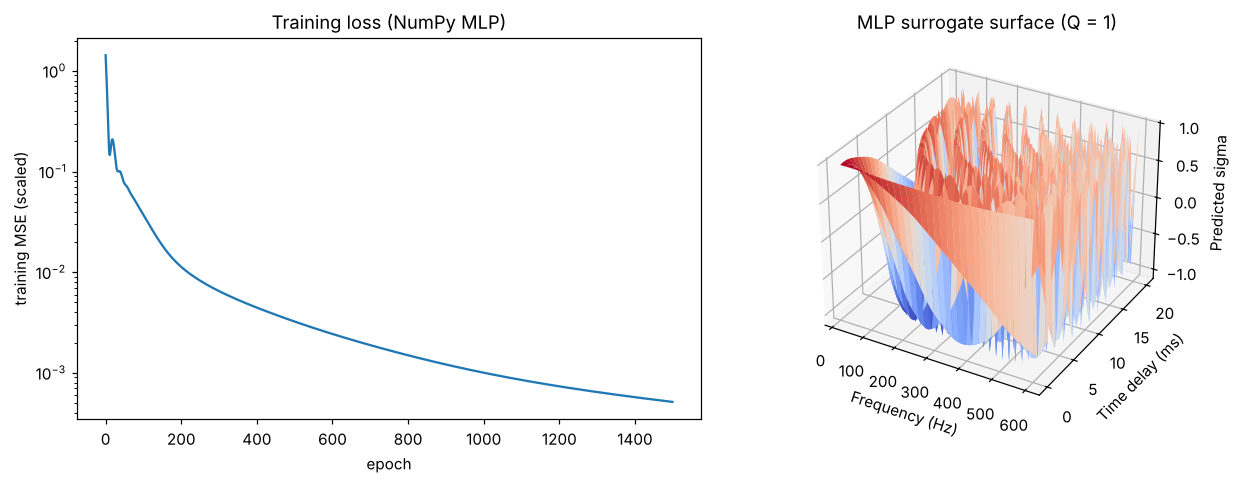 Training loss (NumPy MLP)
training MSE (scaled)
10⁰
10⁻¹
10⁻²
10⁻³
0 200 400 600 800 1000 1200 1400
epoch
MLP surrogate surface (Q = 1)
1.0
0.5
0.0
−0.5
−1.0
Predicted sigma
0 100 200 300 400 500 600
Frequency (Hz)
0 5 10 15 20
Time delay (ms)